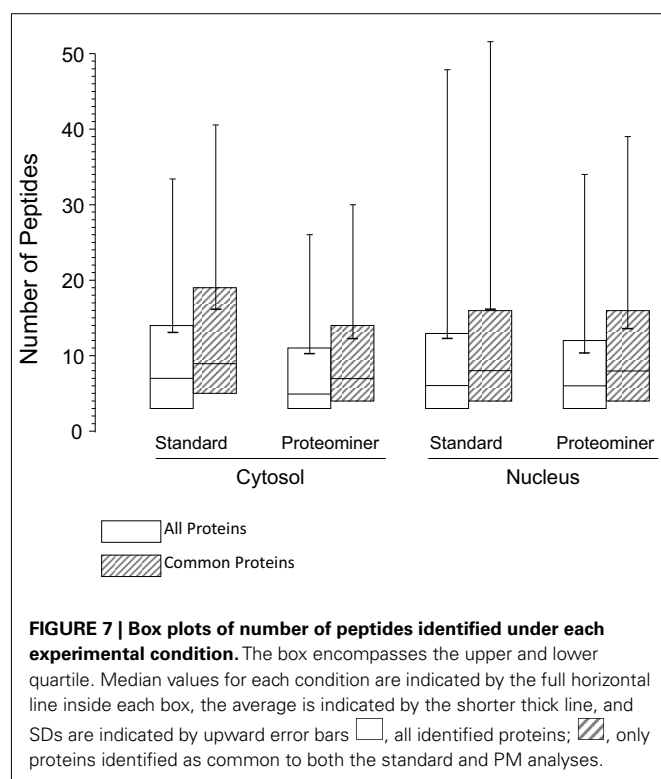 50
40
30
20
10
0
Number of Peptides
Standard Proteominer Standard Proteominer
Cytosol Nucleus
All Proteins
Common Proteins
FIGURE 7 | Box plots of number of peptides identified under each
experimental condition. The box encompasses the upper and lower
quartile. Median values for each condition are indicated by the full horizontal
line inside each box, the average is indicated by the shorter thick line, and
SDs are indicated by upward error bars , all identified proteins; , only
proteins identified as common to both the standard and PM analyses.